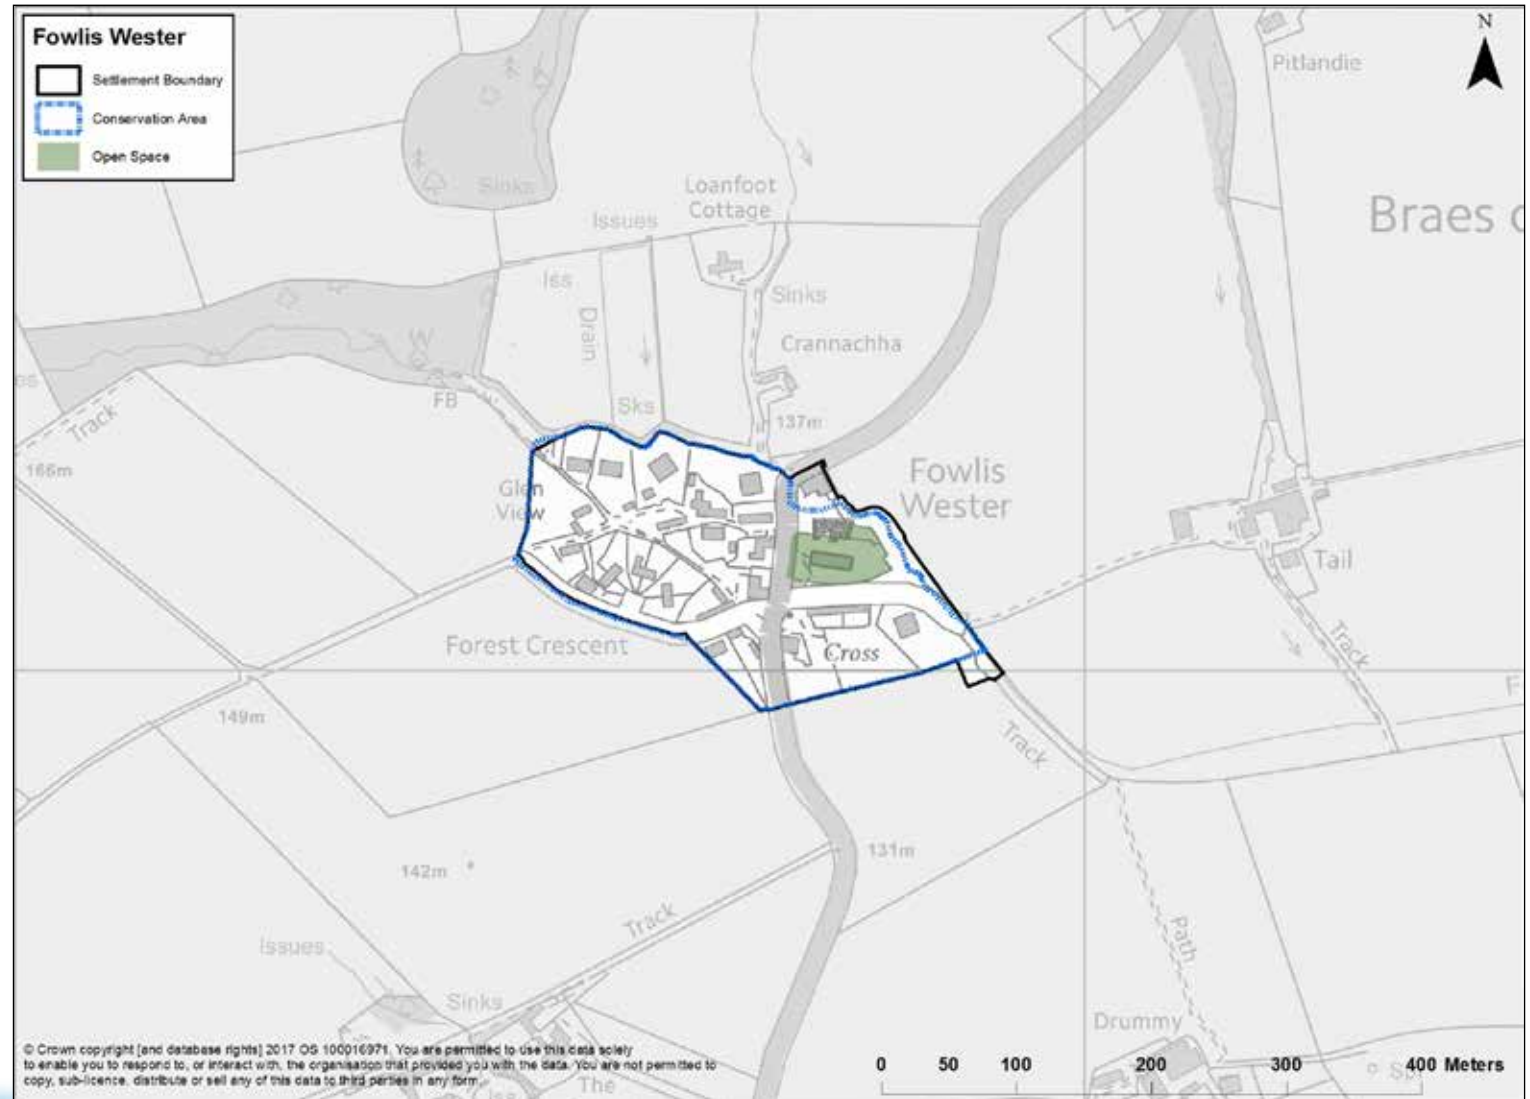 Fowlis Wester
Settlement Boundary
Conservation Area
Open Space
N
Pitlandie
Braes
Sinks
Loanfoot
Cottage
Issues
Iss
Drain
Sinks
Crannachha
W
FB
Sks
Track
137m
166m
Glen
View
Fowlis
Wester
Tail
Forest Crescent
Cross
Track
149m
Track
131m
142m
Track
Path
Issues
Sinks
Drummy
© Crown copyright [and database rights] 2017 OS 100016971. You are permitted to use this data solely
to enable you to respond to, or interact with, the organisation that provided you with the data. You are not permitted to
copy, sub-licence, distribute or sell any of this data to third parties in any form.
The
0 50 100 200 300 400 Meters